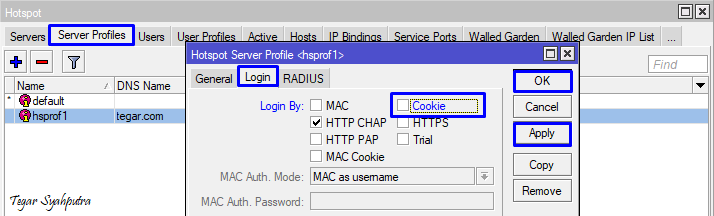 Hotspot
Servers Server Profiles Users User Profiles Active Hosts IP Bindings Service Ports Walled Garden Walled Garden IP List ...
Find
Name DNS Name
* default
hsprof1 tegar.com
Hotspot Server Profile <hsprof1>
General Login RADIUS
Login By: MAC Cookie
HTTP CHAP HTTPS
HTTP PAP Trial
MAC Cookie
MAC Auth. Mode: MAC as username
MAC Auth. Password:
OK
Cancel
Apply
Copy
Remove
Tegar Syahputra